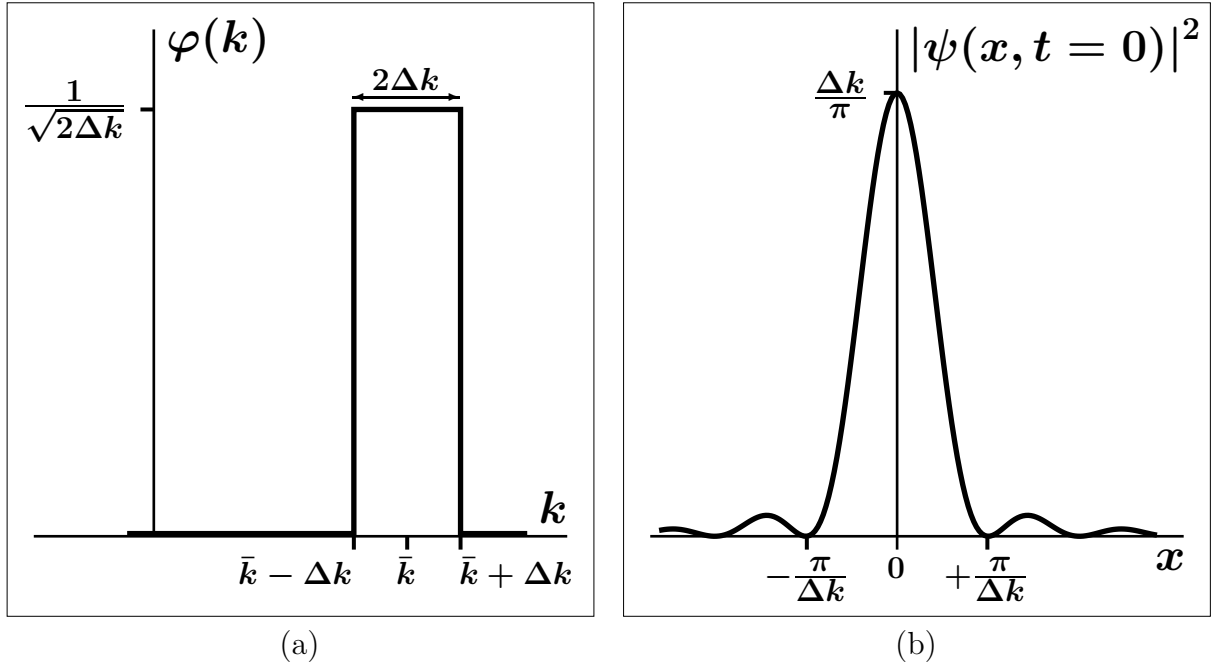 φ(k)
2Δk
1/√(2Δk)
k
k̄ − Δk k̄ k̄ + Δk
(a)
|ψ(x, t = 0)|²
Δk/π
x
−π/Δk 0 +π/Δk
(b)